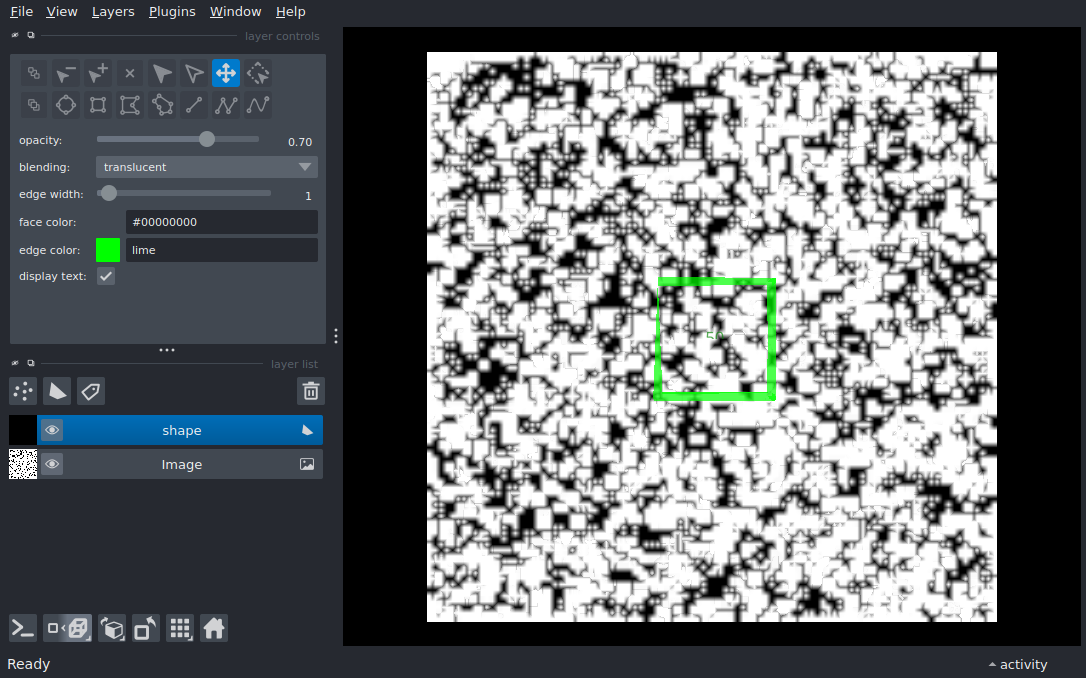 File View Layers Plugins Window Help
layer controls
opacity: 0.70
blending: translucent
edge width: 1
face color: #00000000
edge color: lime
display text:
layer list
shape
Image
Ready
activity